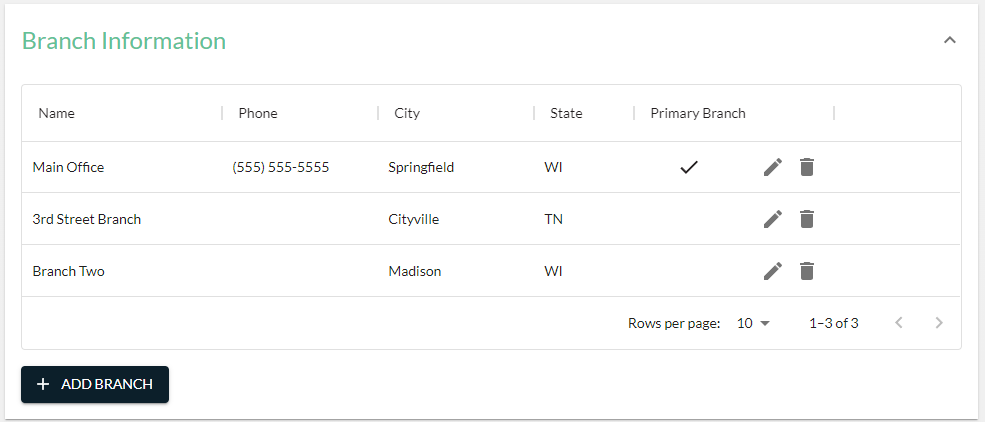 Branch Information
Name Phone City State Primary Branch
Main Office (555) 555-5555 Springfield WI
3rd Street Branch Cityville TN
Branch Two Madison WI
Rows per page: 10 1–3 of 3
ADD BRANCH